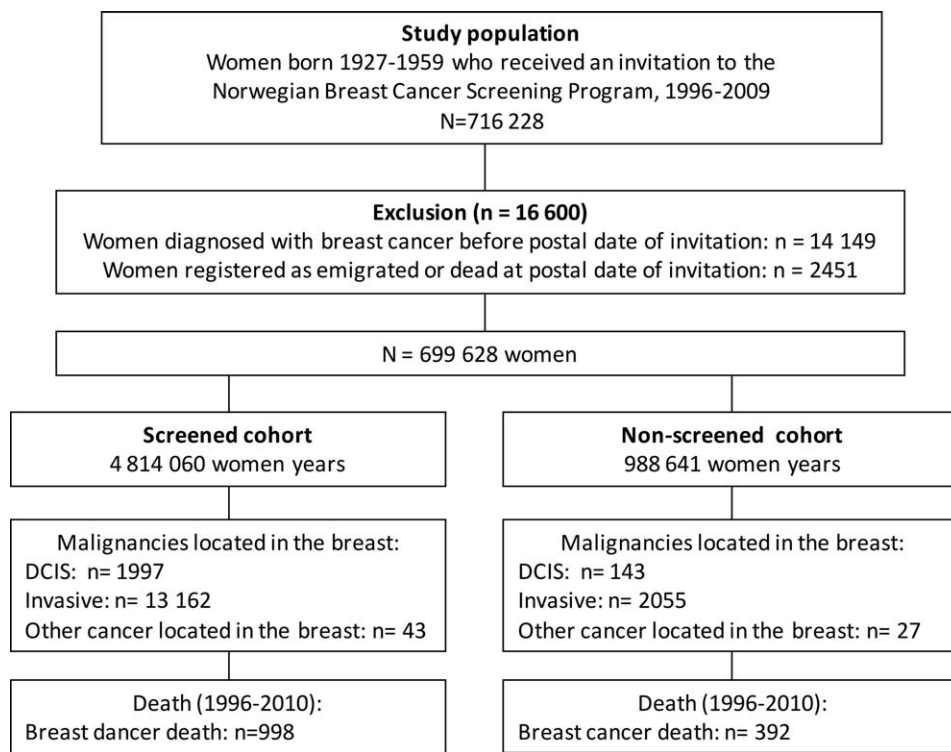 Study population
Women born 1927-1959 who received an invitation to the
Norwegian Breast Cancer Screening Program, 1996-2009
N=716 228
Exclusion (n = 16 600)
Women diagnosed with breast cancer before postal date of invitation: n = 14 149
Women registered as emigrated or dead at postal date of invitation: n = 2451
N = 699 628 women
Screened cohort
4 814 060 women years
Non-screened cohort
988 641 women years
Malignancies located in the breast:
DCIS: n= 1997
Invasive: n= 13 162
Other cancer located in the breast: n= 43
Malignancies located in the breast:
DCIS: n= 143
Invasive: n= 2055
Other cancer located in the breast: n= 27
Death (1996-2010):
Breast dancer death: n=998
Death (1996-2010):
Breast cancer death: n= 392